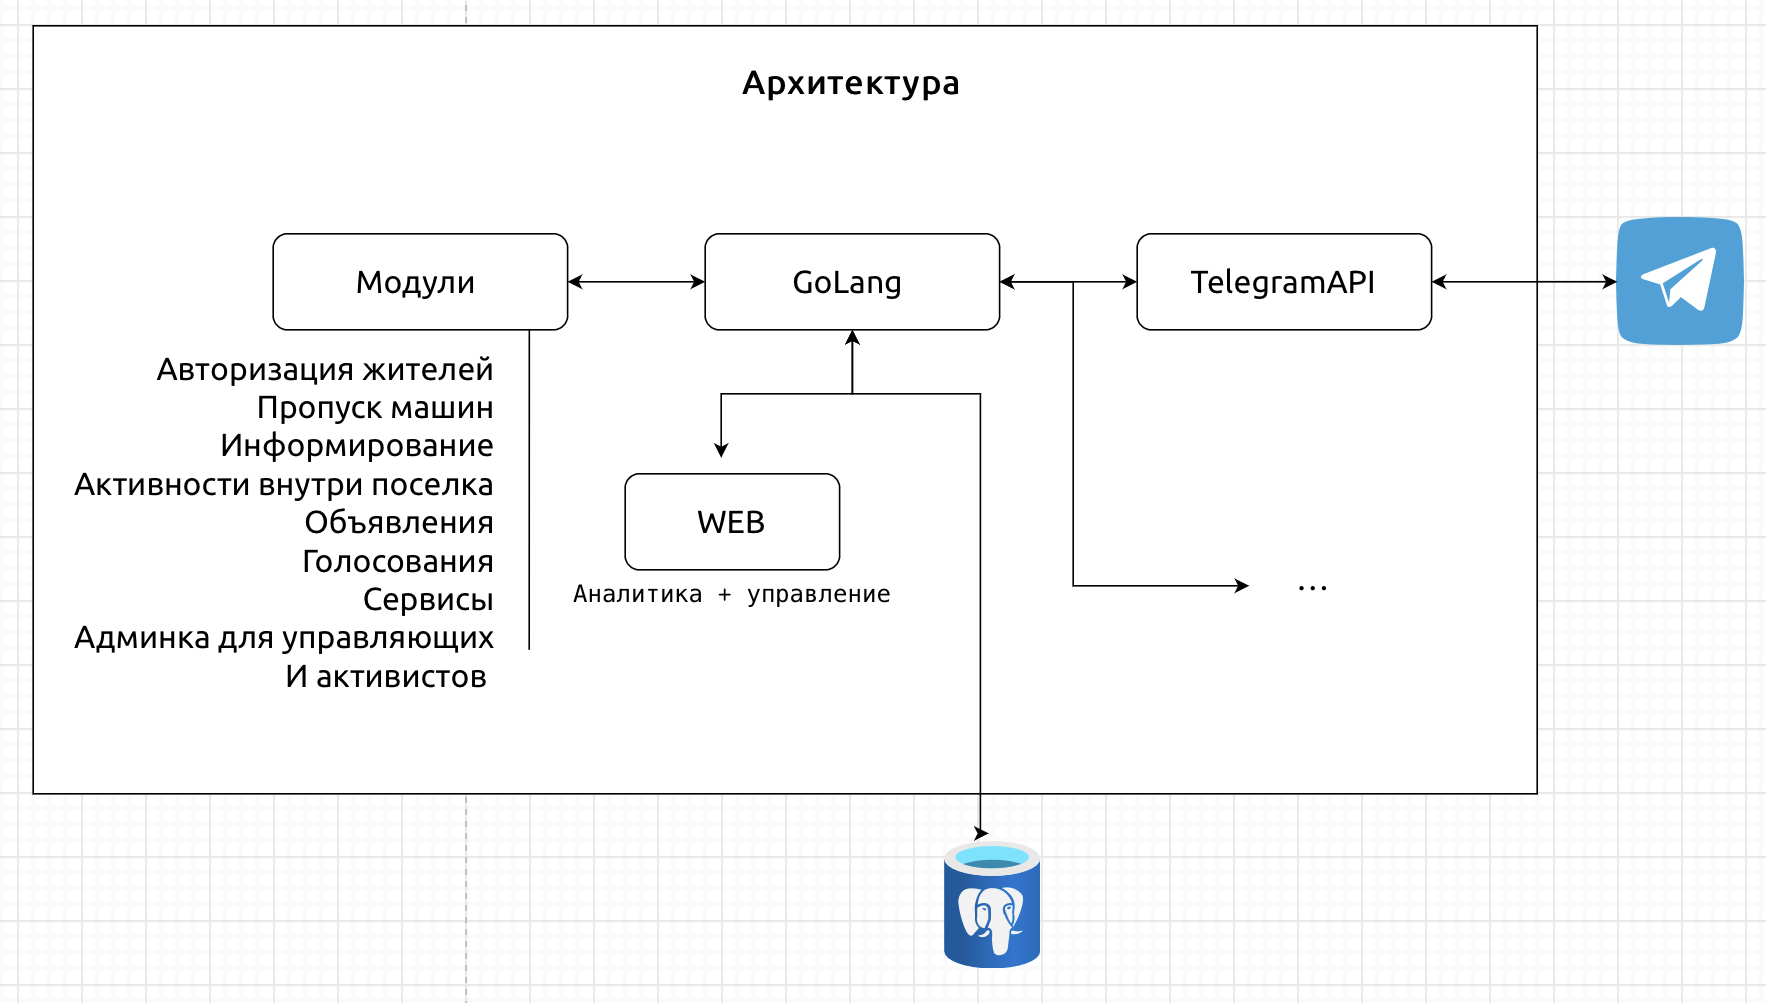 Архитектура
Модули
GoLang
TelegramAPI
Авторизация жителей
Пропуск машин
Информирование
Активности внутри поселка
Объявления
Голосования
Сервисы
Админка для управляющих
И активистов
WEB
Аналитика + управление
...